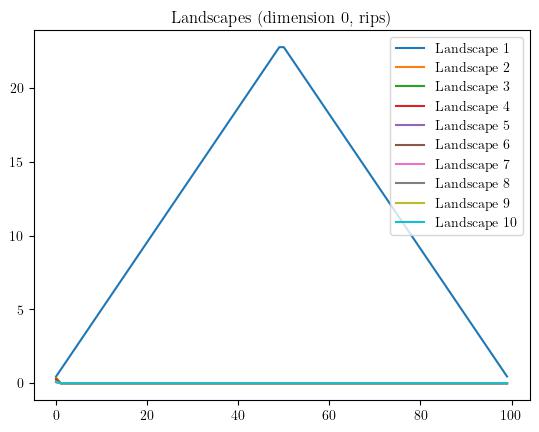 Landscapes (dimension 0, rips)
Landscape 1
Landscape 2
Landscape 3
Landscape 4
Landscape 5
Landscape 6
Landscape 7
Landscape 8
Landscape 9
Landscape 10
20
15
10
5
0
0 20 40 60 80 100